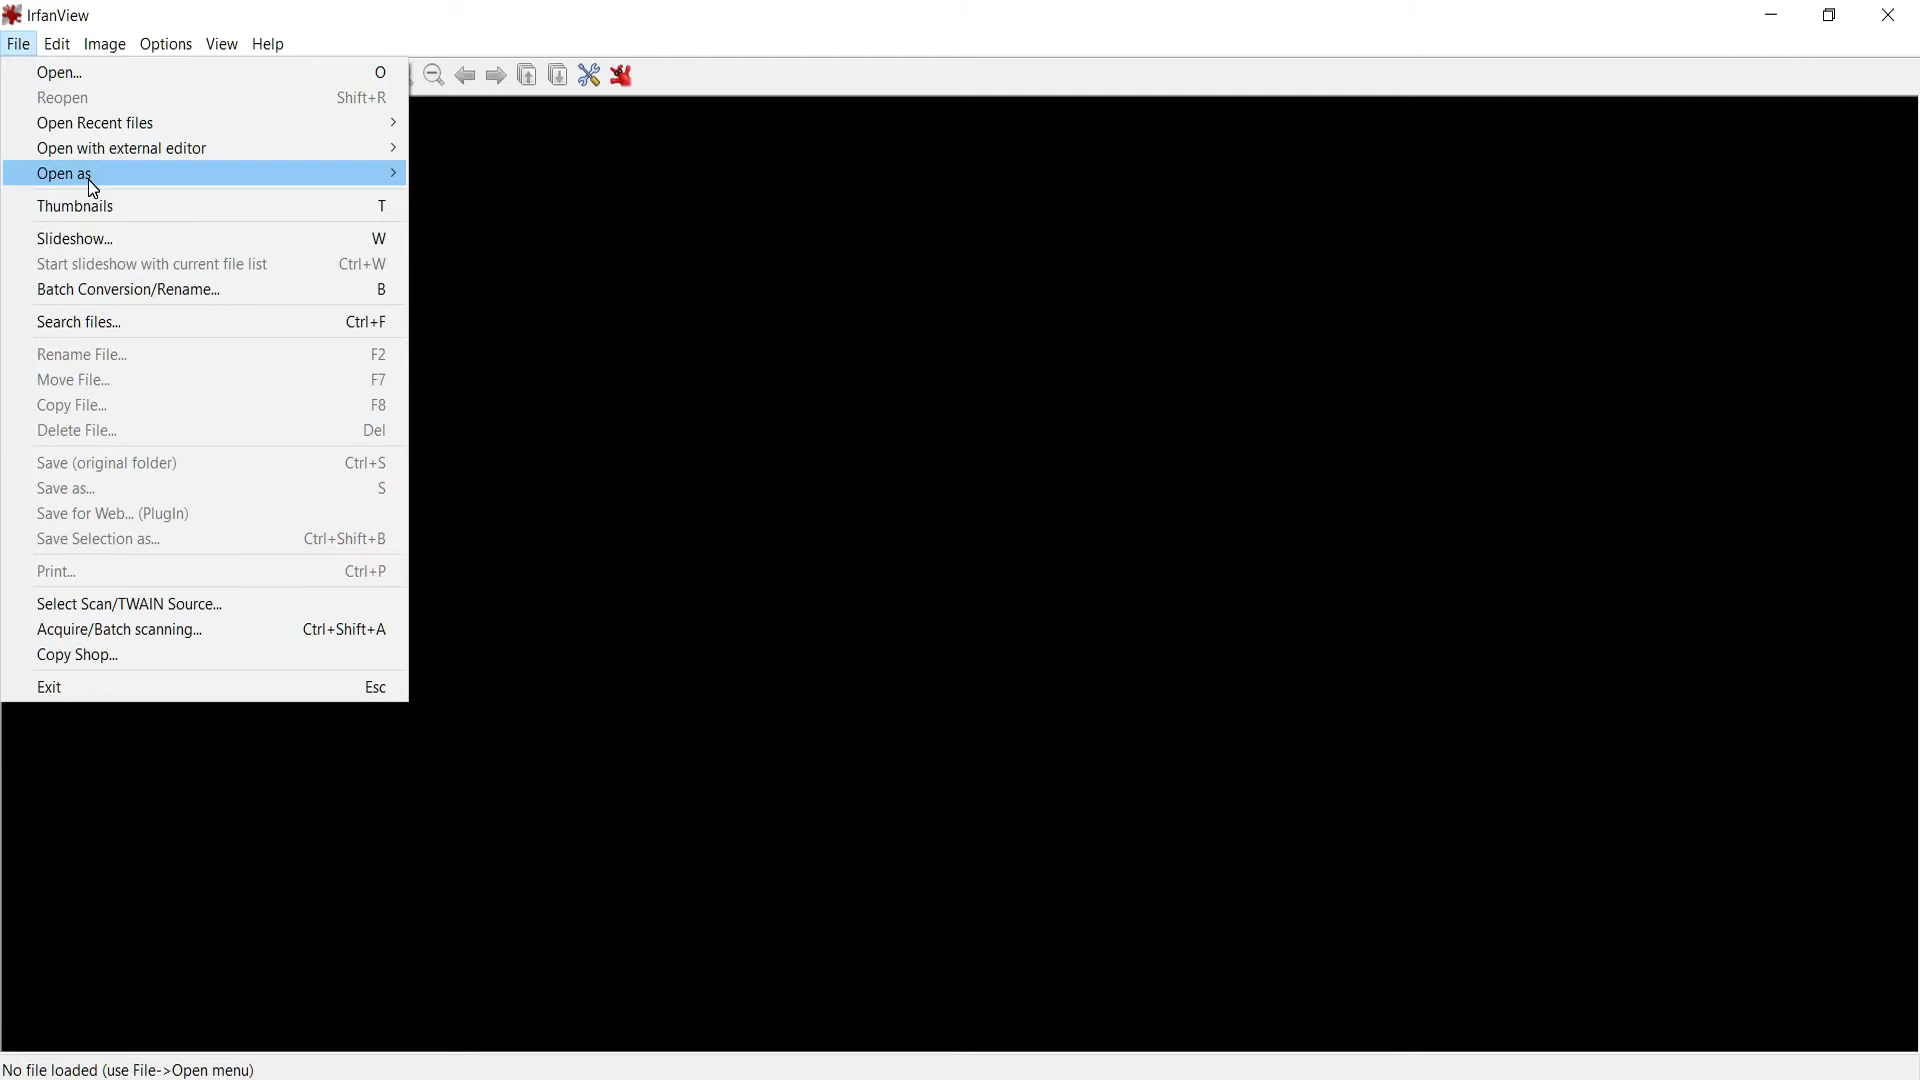 IrfanView
File Edit Image Options View Help
Open... O
Reopen Shift+R
Open Recent files
Open with external editor
Open as
Thumbnails T
Slideshow... W
Start slideshow with current file list Ctrl+W
Batch Conversion/Rename... B
Search files... Ctrl+F
Rename File... F2
Move File... F7
Copy File... F8
Delete File... Del
Save (original folder) Ctrl+S
Save as... S
Save for Web... (PlugIn)
Save Selection as... Ctrl+Shift+B
Print... Ctrl+P
Select Scan/TWAIN Source...
Acquire/Batch scanning... Ctrl+Shift+A
Copy Shop...
Exit Esc
No file loaded (use File->Open menu)